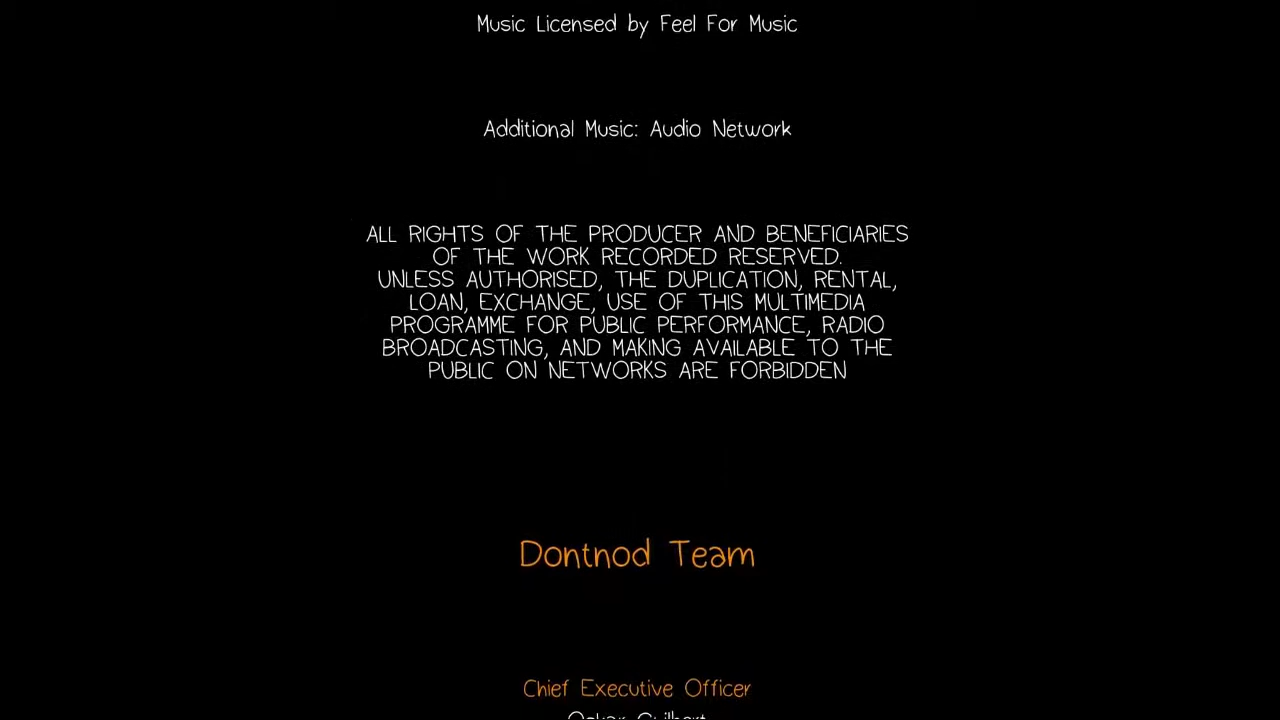 Music Licensed by Feel For Music
Additional Music: Audio Network
ALL RIGHTS OF THE PRODUCER AND BENEFICIARIES
OF THE WORK RECORDED RESERVED.
UNLESS AUTHORISED, THE DUPLICATION, RENTAL,
LOAN, EXCHANGE, USE OF THIS MULTIMEDIA
PROGRAMME FOR PUBLIC PERFORMANCE, RADIO
BROADCASTING, AND MAKING AVAILABLE TO THE
PUBLIC ON NETWORKS ARE FORBIDDEN
Dontnod Team
Chief Executive Officer